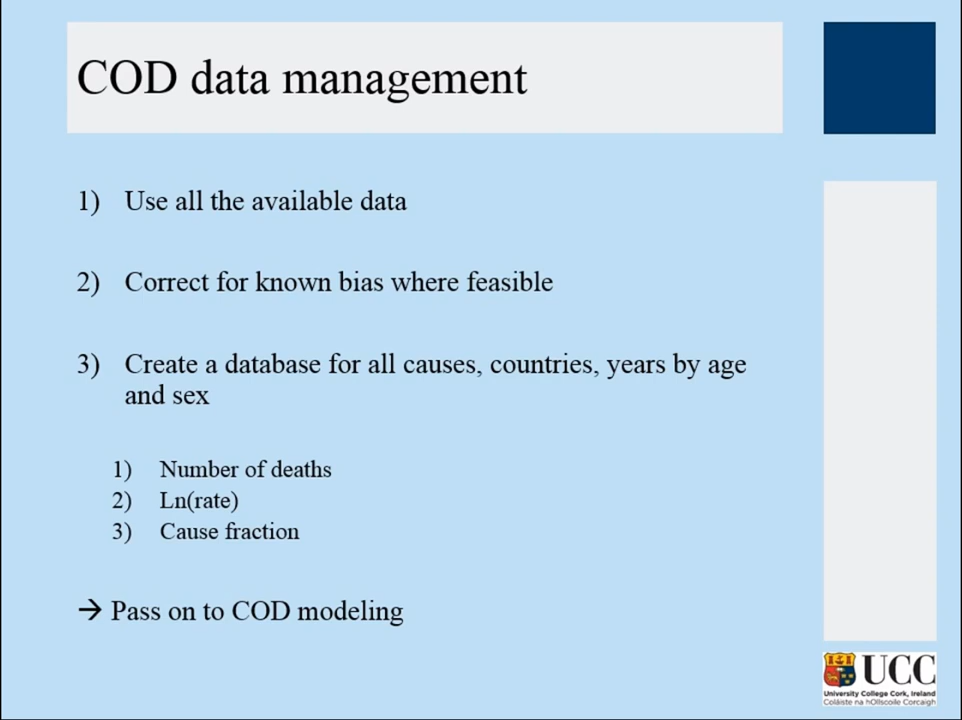 COD data management
1) Use all the available data
2) Correct for known bias where feasible
3) Create a database for all causes, countries, years by age
and sex
1) Number of deaths
2) Ln(rate)
3) Cause fraction
→ Pass on to COD modeling
UCC
University College Cork, Ireland
Coláiste na hOllscoile Corcaigh